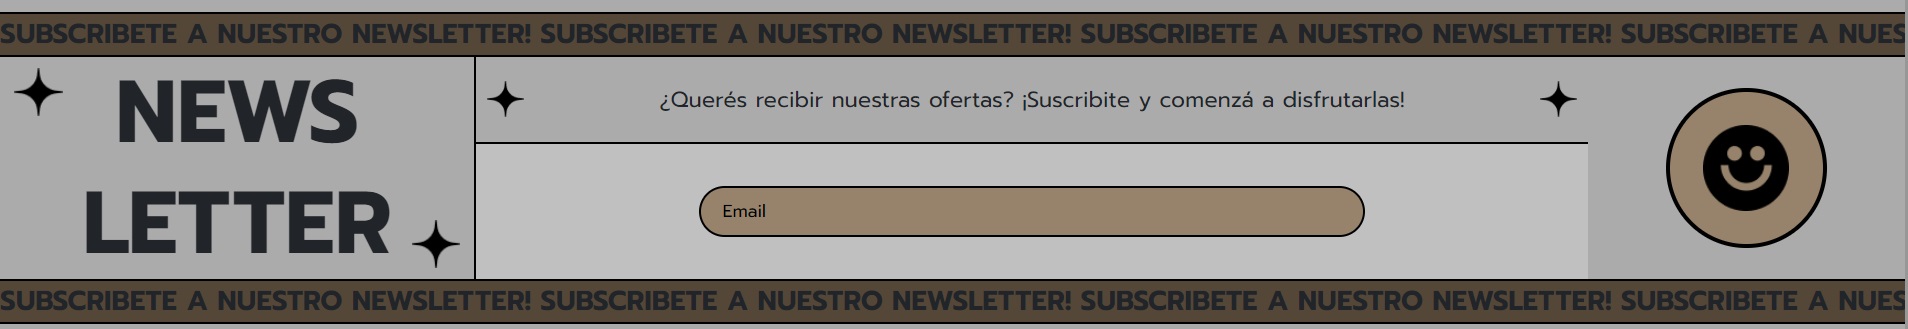 SUBSCRIBETE A NUESTRO NEWSLETTER! SUBSCRIBETE A NUESTRO NEWSLETTER! SUBSCRIBETE A NUESTRO NEWSLETTER! SUBSCRIBETE A NUES
NEWS
LETTER
¿Querés recibir nuestras ofertas? ¡Suscribite y comenzá a disfrutarlas!
Email
SUBSCRIBETE A NUESTRO NEWSLETTER! SUBSCRIBETE A NUESTRO NEWSLETTER! SUBSCRIBETE A NUESTRO NEWSLETTER! SUBSCRIBETE A NUES